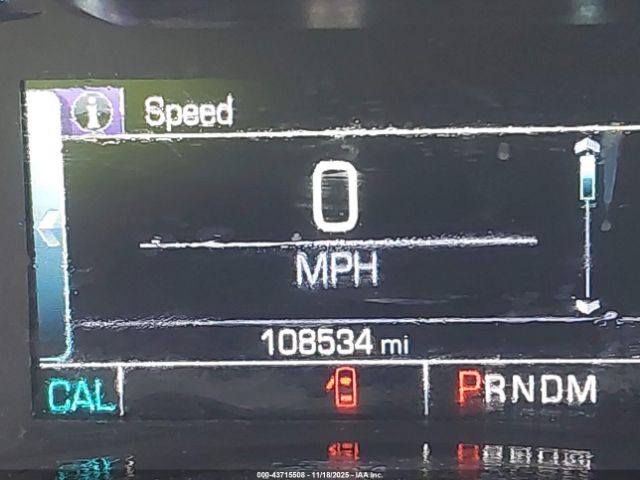 i Speed
0
MPH
108534 mi
CAL PRNDM
000-43715508 - 11/18/2025 - IAA Inc.